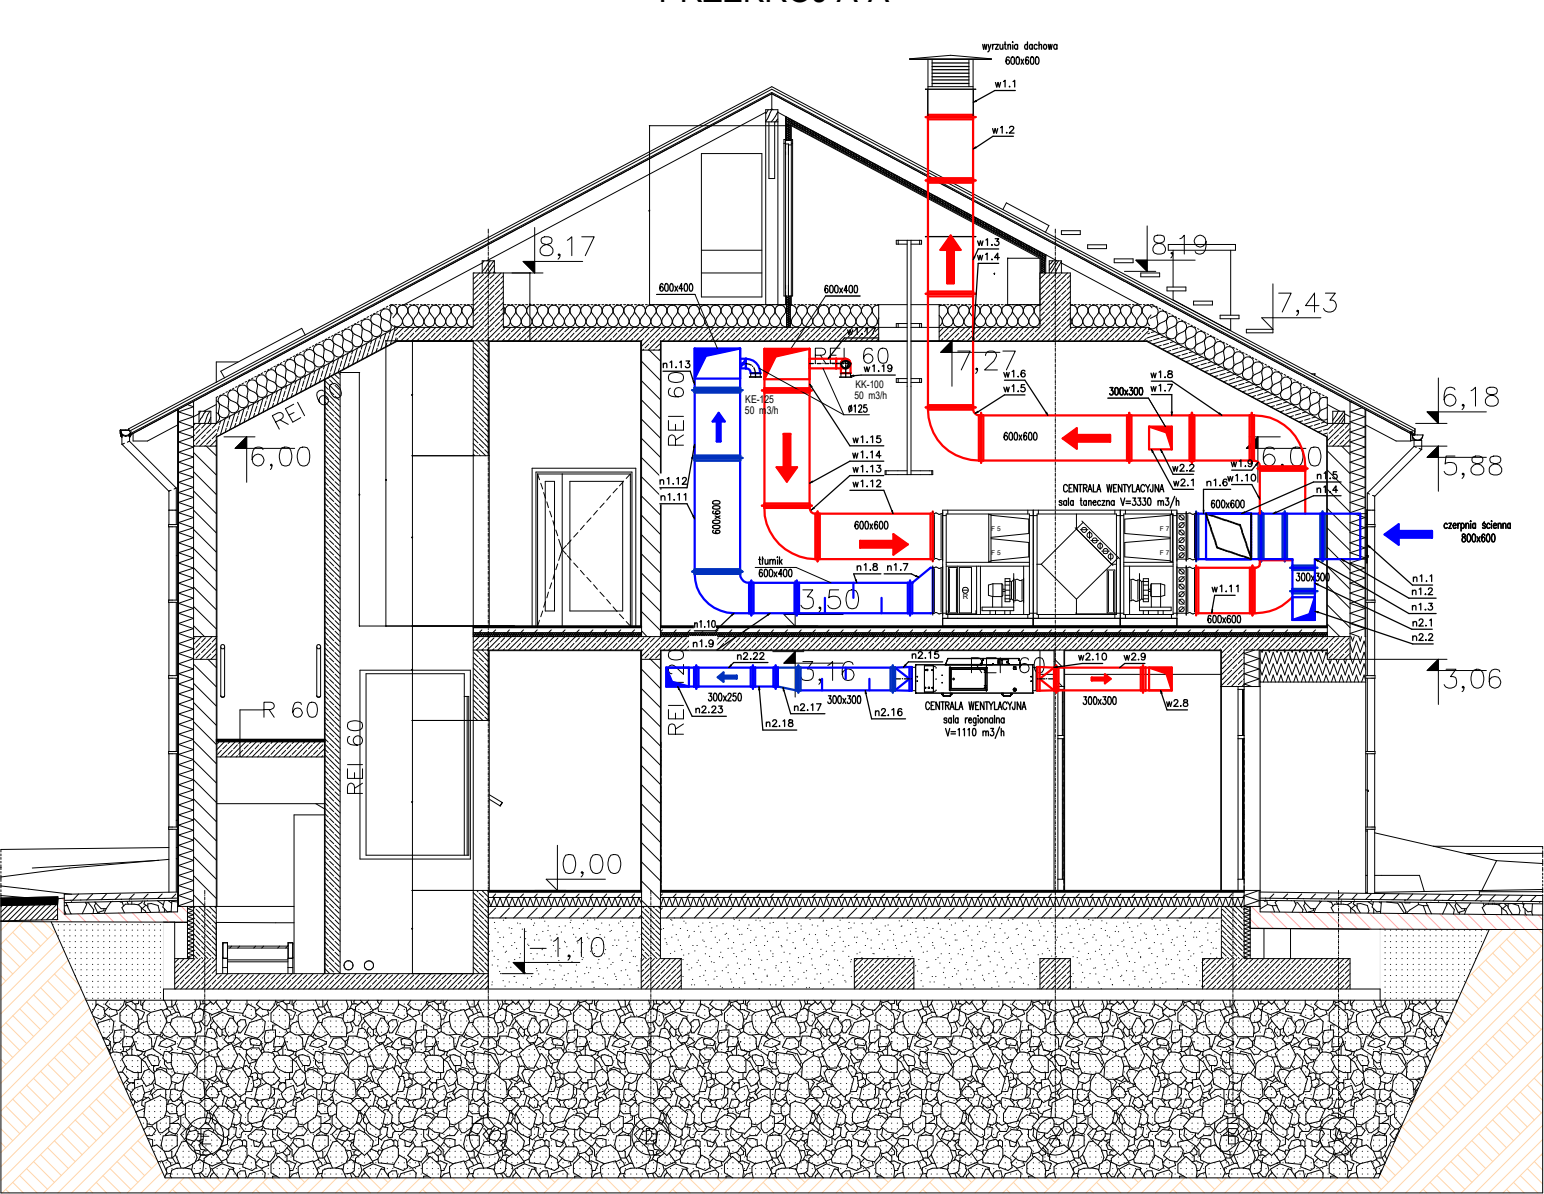 wyrzutnia dachowa
600x600
w1.1
w1.2
8,17
8,19
w1.3
w1.4
600x400
600x400
7,43
w1.17
REI 60
7,27
n1.13
w1.19
KE-125
50 m3/h
KK-100
50 m3/h
ø125
w1.6
w1.5
w1.8
w1.7
300x300
6,18
REI 60
REI 60
6,00
w1.15
600x600
6,00
5,88
w1.14
w1.13
w1.12
w2.2
w2.1
w1.9
w1.10
n1.6
n1.5
n1.4
n1.12
n1.11
CENTRALA WENTYLACYJNA
sala taneczna V=3330 m3/h
600x600
600x600
600x600
F5
F7
F5
F7
czerpnia ścienna
800x600
tłumik
600x400
n1.8
n1.7
300x300
n1.1
n1.2
n1.3
n2.1
n2.2
3,50
w1.11
600x600
n1.10
n1.9
n2.22
n2.15
w2.10
w2.9
3,16
3,06
300x250
300x300
300x300
n2.23
n2.17
n2.18
n2.16
CENTRALA WENTYLACYJNA
sala regionalna
V=1110 m3/h
w2.8
R 60
REI 60
0,00
-1,10